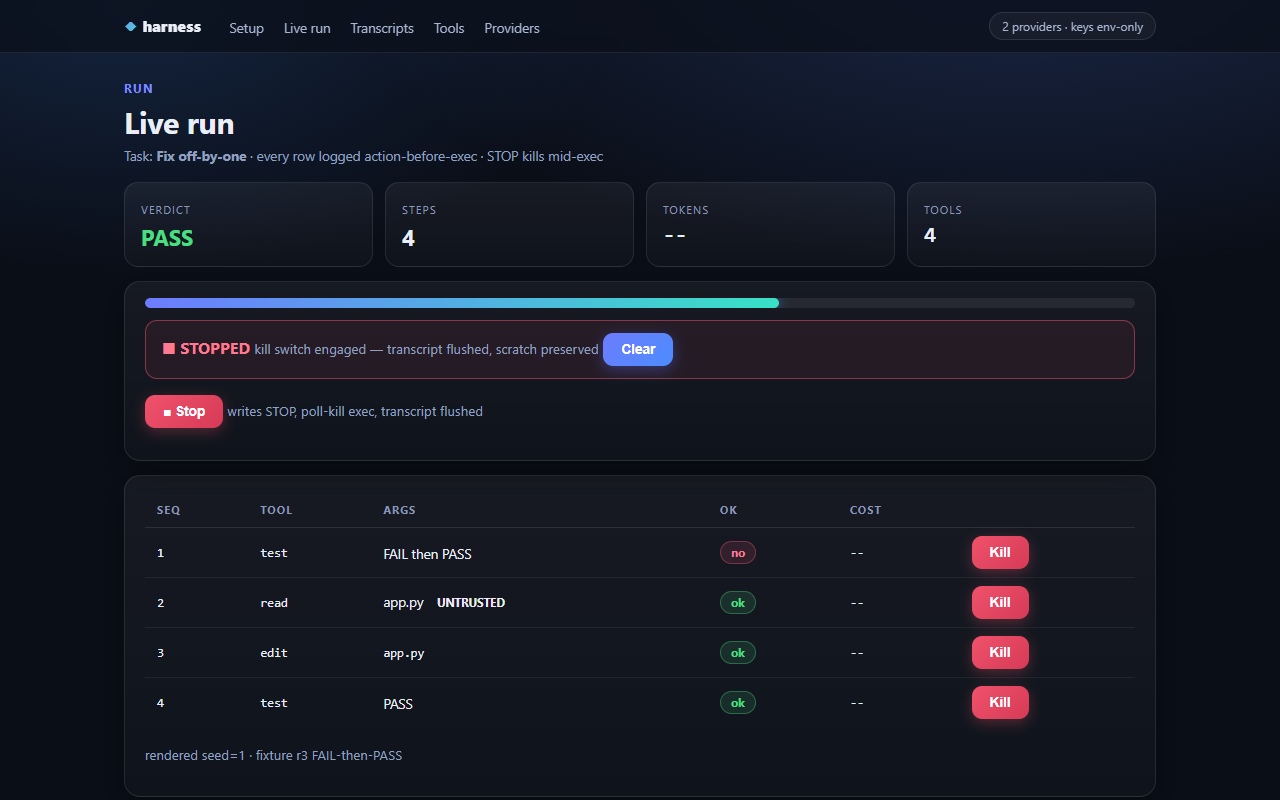 ◆ harness Setup Live run Transcripts Tools Providers 2 providers · keys env-only
RUN
Live run
Task: Fix off-by-one · every row logged action-before-exec · STOP kills mid-exec
VERDICT STEPS TOKENS TOOLS
PASS 4 -- 4
■ STOPPED kill switch engaged — transcript flushed, scratch preserved Clear
■ Stop writes STOP, poll-kill exec, transcript flushed
SEQ TOOL ARGS OK COST
1 test FAIL then PASS no -- Kill
2 read app.py UNTRUSTED ok -- Kill
3 edit app.py ok -- Kill
4 test PASS ok -- Kill
rendered seed=1 · fixture r3 FAIL-then-PASS